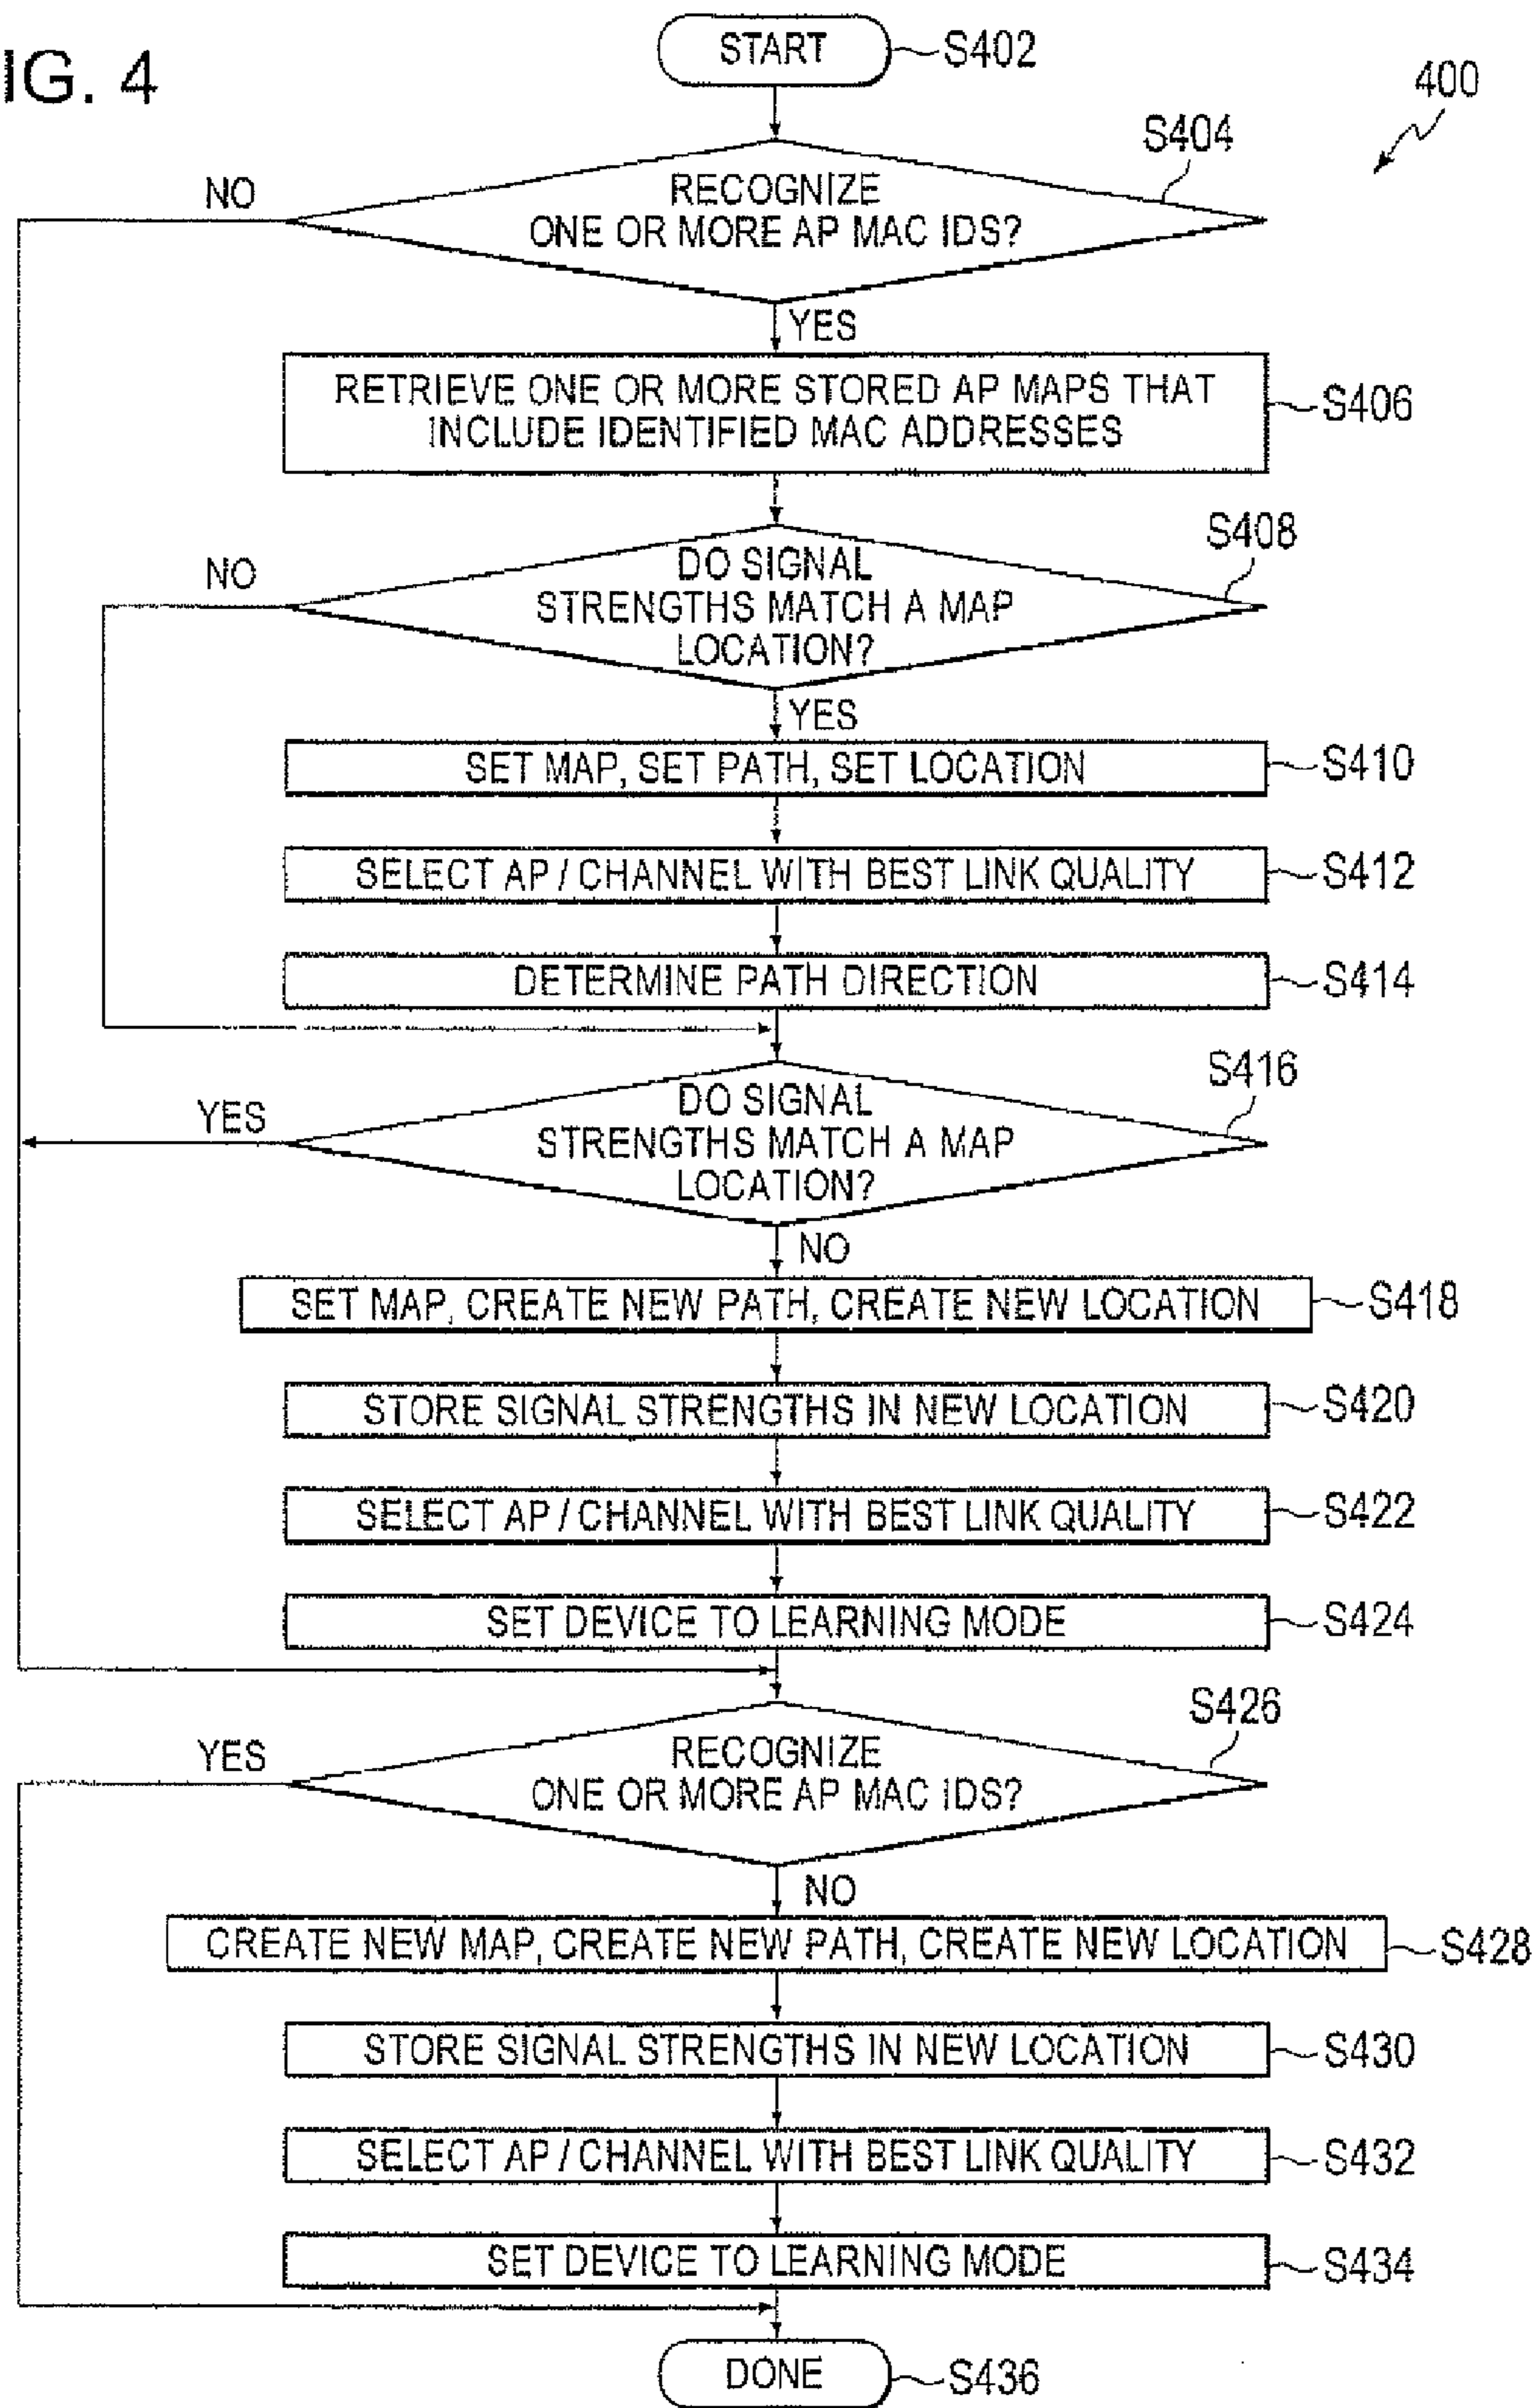 IG. 4
START
S402
400
S404
NO
RECOGNIZE
ONE OR MORE AP MAC IDS?
YES
RETRIEVE ONE OR MORE STORED AP MAPS THAT
INCLUDE IDENTIFIED MAC ADDRESSES
S406
S408
NO
DO SIGNAL
STRENGTHS MATCH A MAP
LOCATION?
YES
SET MAP, SET PATH, SET LOCATION
S410
SELECT AP / CHANNEL WITH BEST LINK QUALITY
S412
DETERMINE PATH DIRECTION
S414
S416
YES
DO SIGNAL
STRENGTHS MATCH A MAP
LOCATION?
NO
SET MAP, CREATE NEW PATH, CREATE NEW LOCATION
S418
STORE SIGNAL STRENGTHS IN NEW LOCATION
S420
SELECT AP / CHANNEL WITH BEST LINK QUALITY
S422
SET DEVICE TO LEARNING MODE
S424
S426
YES
RECOGNIZE
ONE OR MORE AP MAC IDS?
NO
CREATE NEW MAP, CREATE NEW PATH, CREATE NEW LOCATION
S428
STORE SIGNAL STRENGTHS IN NEW LOCATION
S430
SELECT AP / CHANNEL WITH BEST LINK QUALITY
S432
SET DEVICE TO LEARNING MODE
S434
DONE
S436